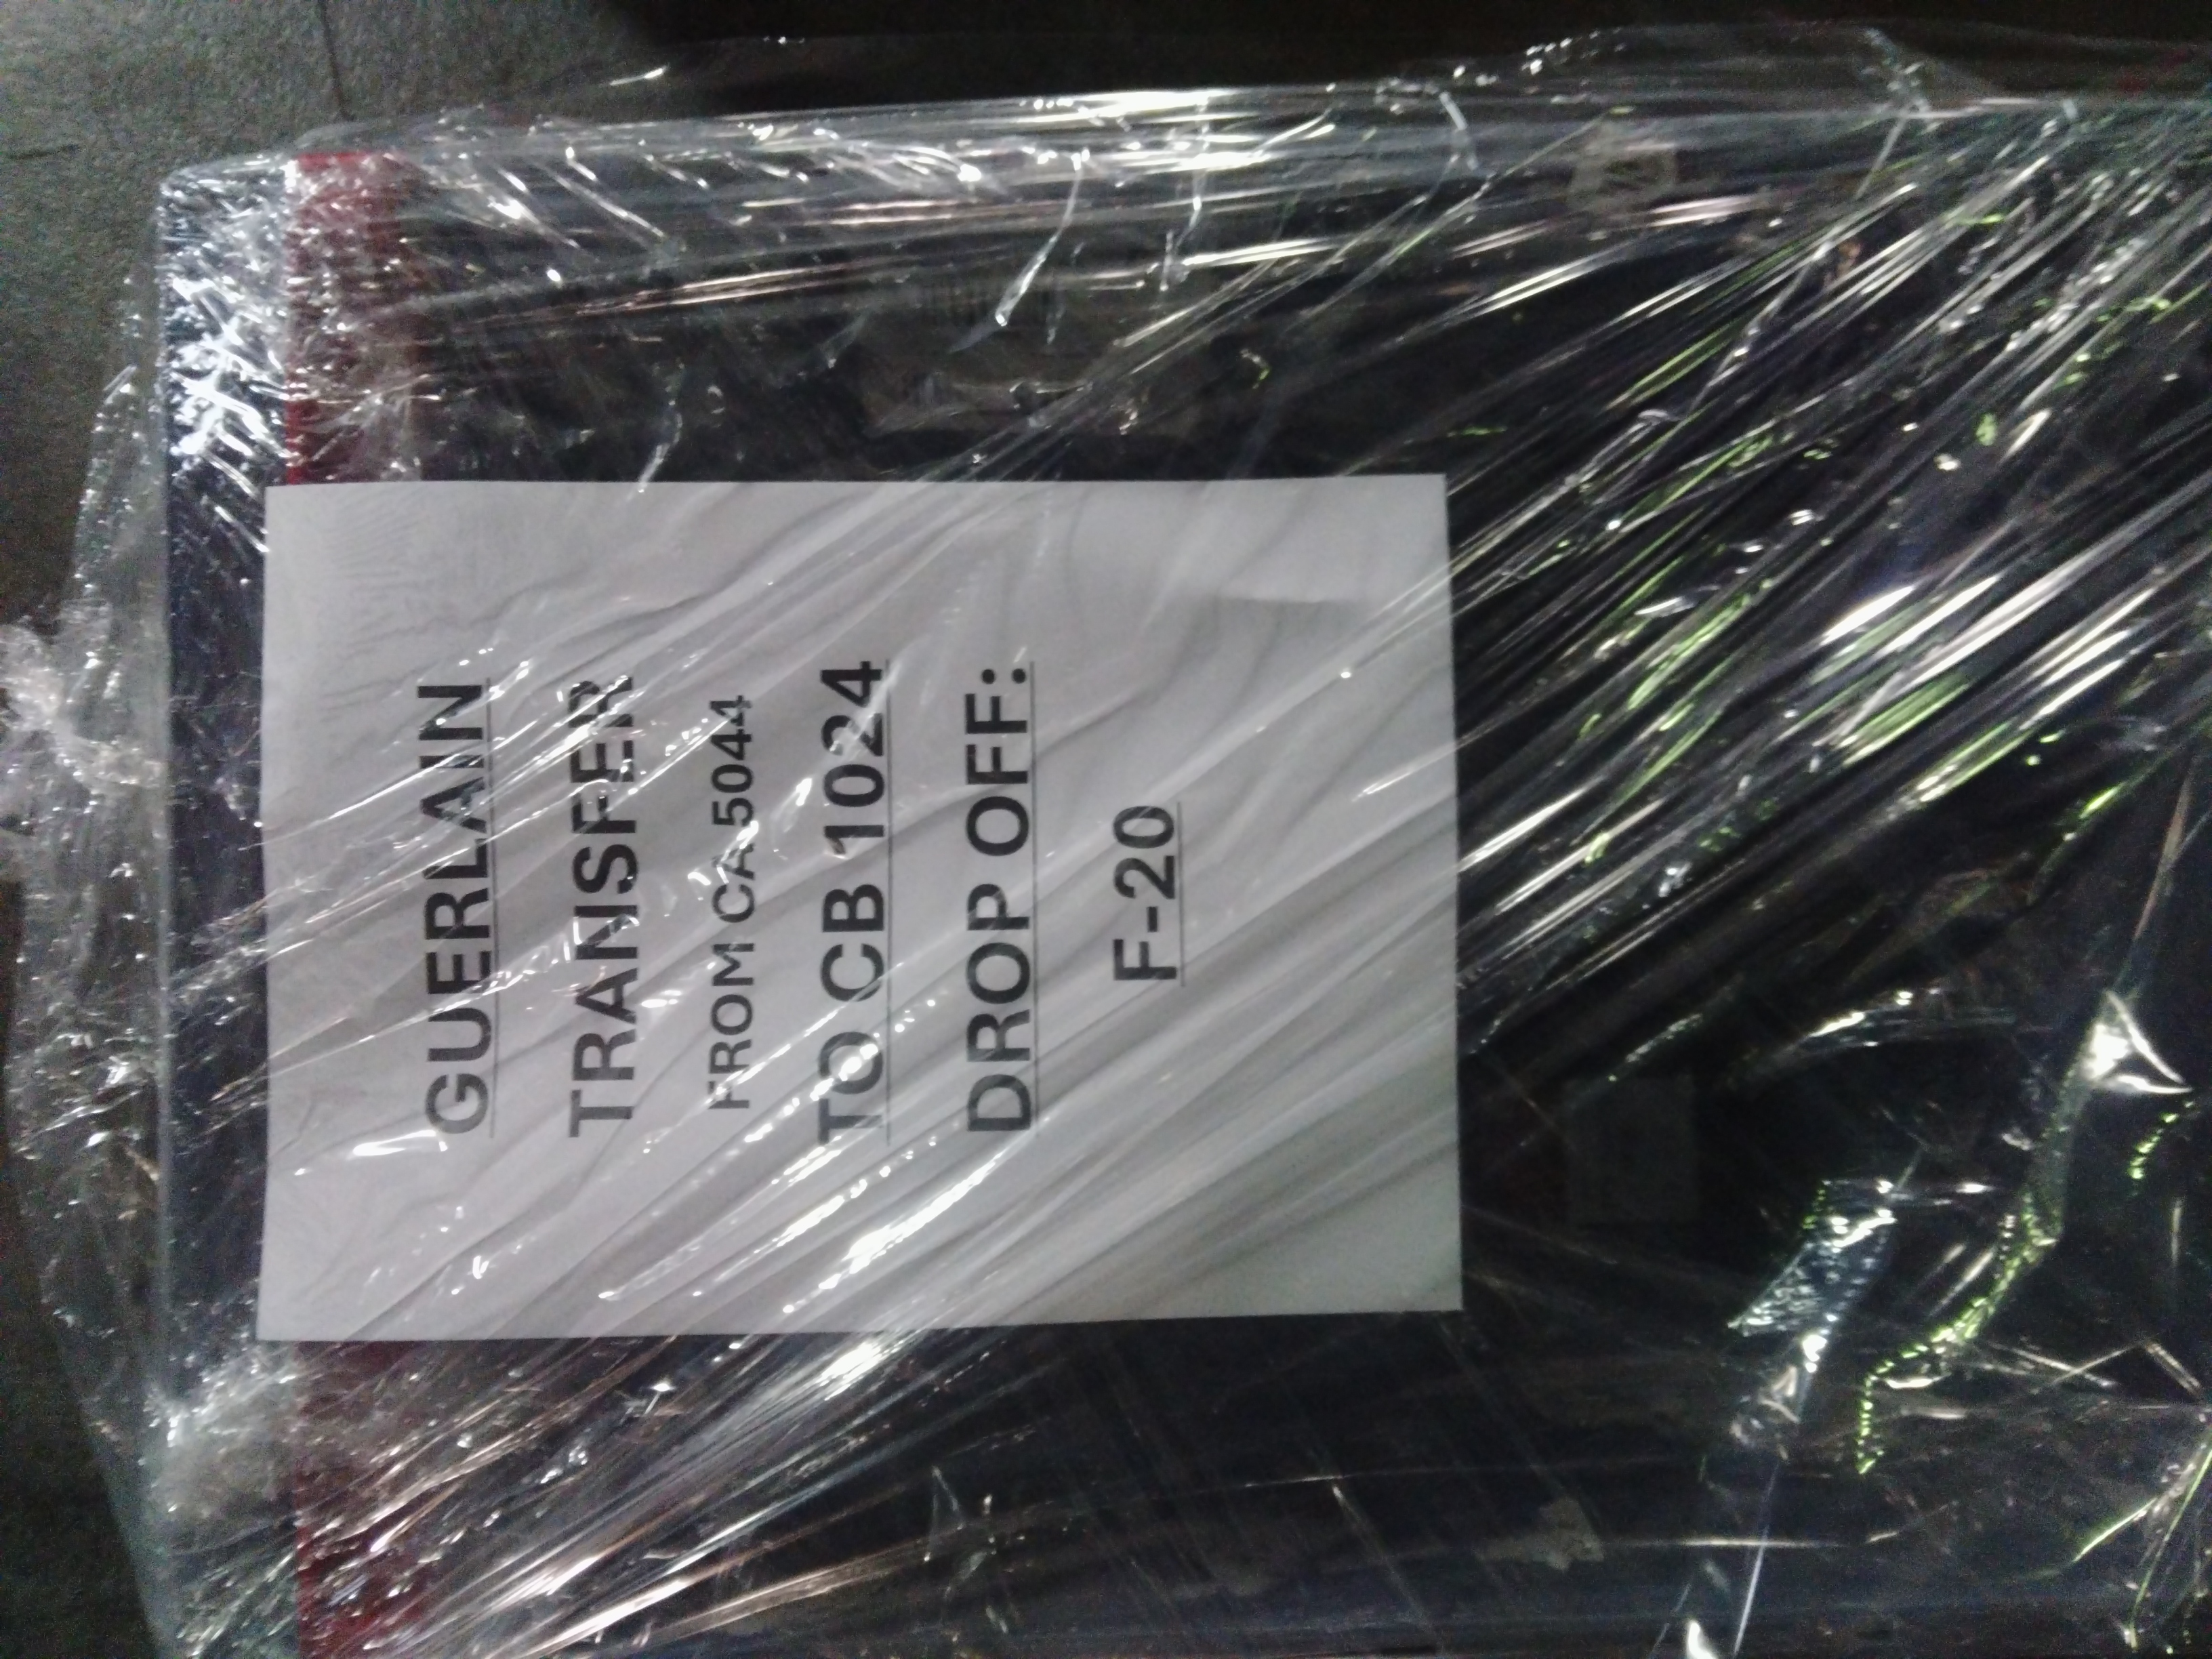 GUERLAIN
TRANSFER
FROM CA 5044
TO CB 1024
DROP OFF:
F-20